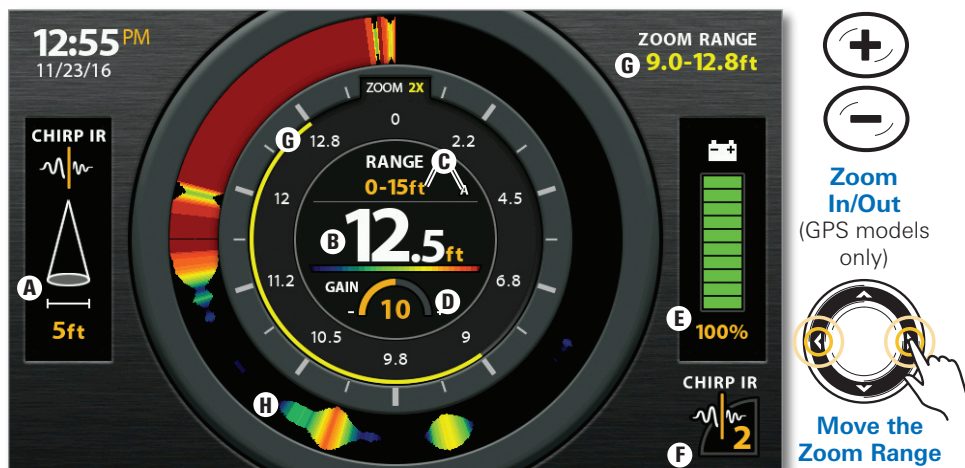 12:55 PM
11/23/16
ZOOM RANGE
G 9.0-12.8ft
CHIRP IR
A
5ft
ZOOM 2X
0
2.2
4.5
6.8
9
9.8
10.5
11.2
12
12.8
G
RANGE
C
0-15ft
B 12.5ft
GAIN
- 10 +
D
H
- +
E 100%
CHIRP IR
2
F
+
−
Zoom
In/Out
(GPS models
only)
Move the
Zoom Range